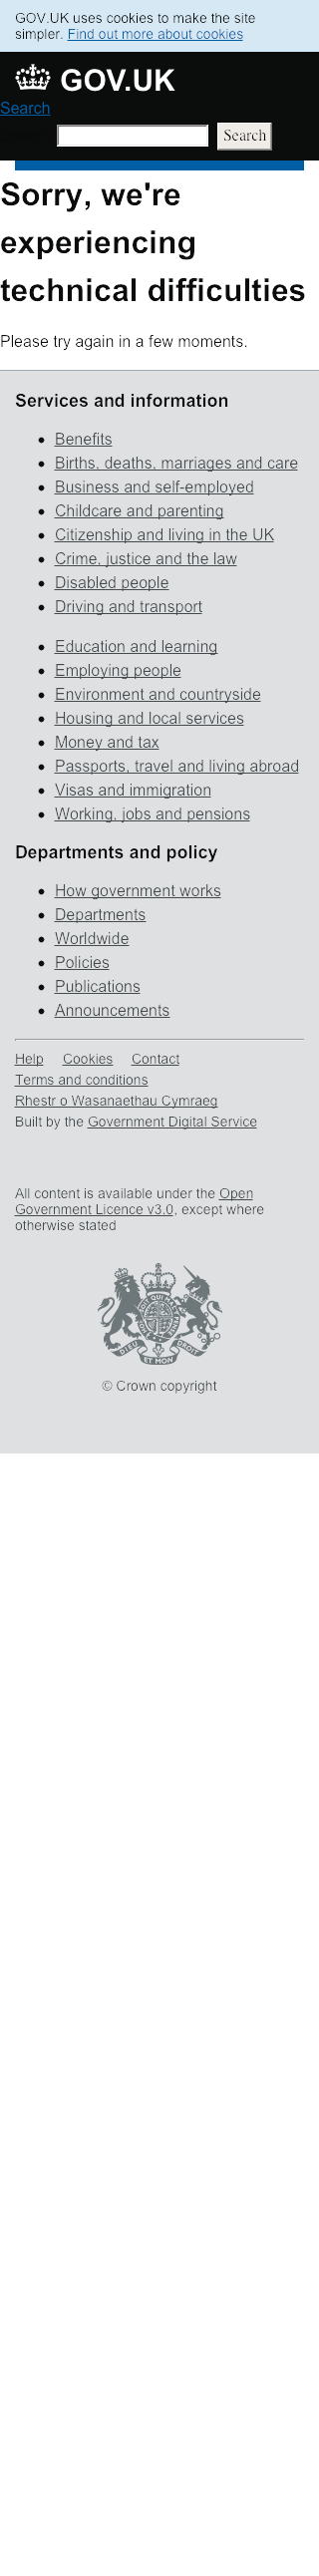 GOV.UK uses cookies to make the site
simpler. Find out more about cookies
GOV.UK
Search
Search
Sorry, we're
experiencing
technical difficulties
Please try again in a few moments.
Services and information
Benefits
Births, deaths, marriages and care
Business and self-employed
Childcare and parenting
Citizenship and living in the UK
Crime, justice and the law
Disabled people
Driving and transport
Education and learning
Employing people
Environment and countryside
Housing and local services
Money and tax
Passports, travel and living abroad
Visas and immigration
Working, jobs and pensions
Departments and policy
How government works
Departments
Worldwide
Policies
Publications
Announcements
Help Cookies Contact
Terms and conditions
Rhestr o Wasanaethau Cymraeg
Built by the Government Digital Service
All content is available under the Open
Government Licence v3.0, except where
otherwise stated
DIEU ET MON DROIT
© Crown copyright